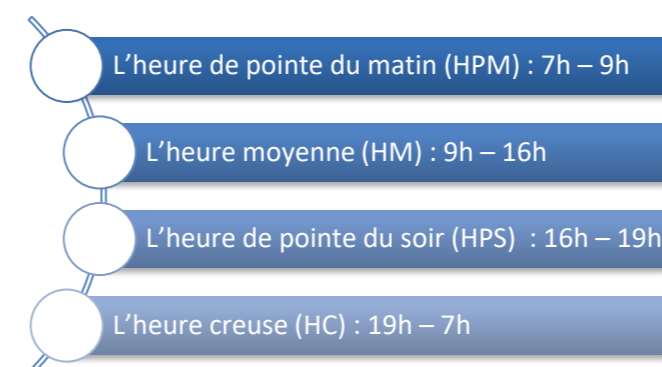 L’heure de pointe du matin (HPM) : 7h – 9h
L’heure moyenne (HM) : 9h – 16h
L’heure de pointe du soir (HPS)  : 16h – 19h
L’heure creuse (HC) : 19h – 7h